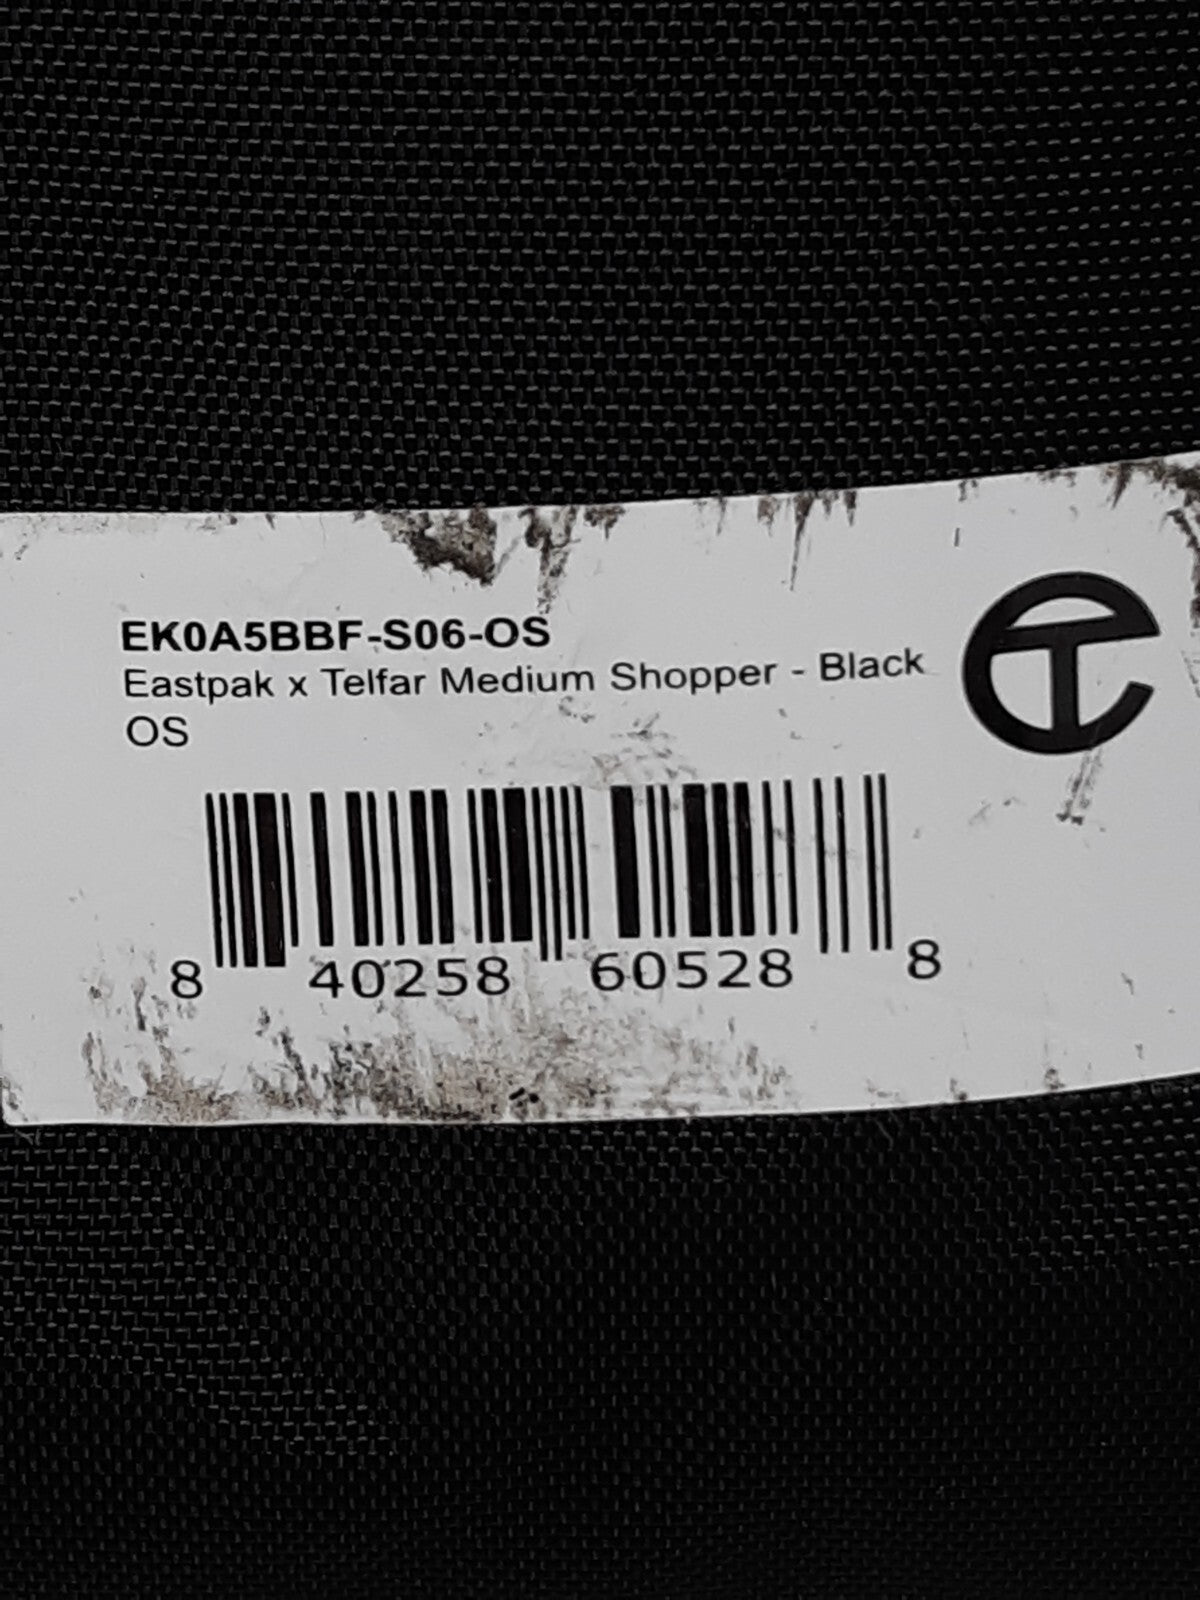 EK0A5BBF-S06-OS
Eastpak x Telfar Medium Shopper - Black
OS
8 40258 60528 8